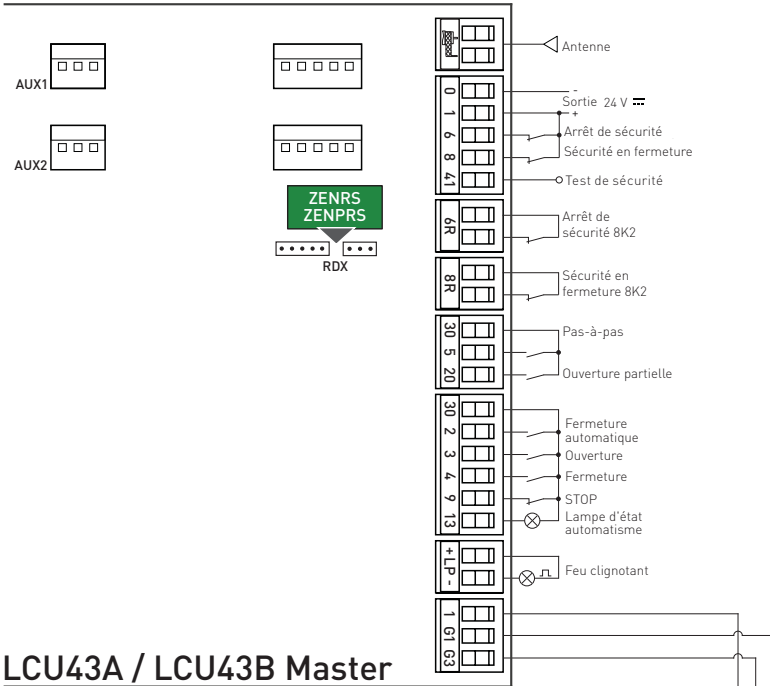 Antenne
AUX1
0
-
Sortie 24 V
1
+
6
Arrêt de sécurité
8
Sécurité en fermeture
41
Test de sécurité
AUX2
ZENRS
ZENPRS
RDX
6R
Arrêt de
sécurité 8K2
8R
Sécurité en
fermeture 8K2
30
Pas-à-pas
5
20
Ouverture partielle
30
2
Fermeture
automatique
3
Ouverture
4
Fermeture
9
STOP
13
Lampe d'état
automatisme
+ LP -
Feu clignotant
1
G1
G3
LCU43A / LCU43B Master